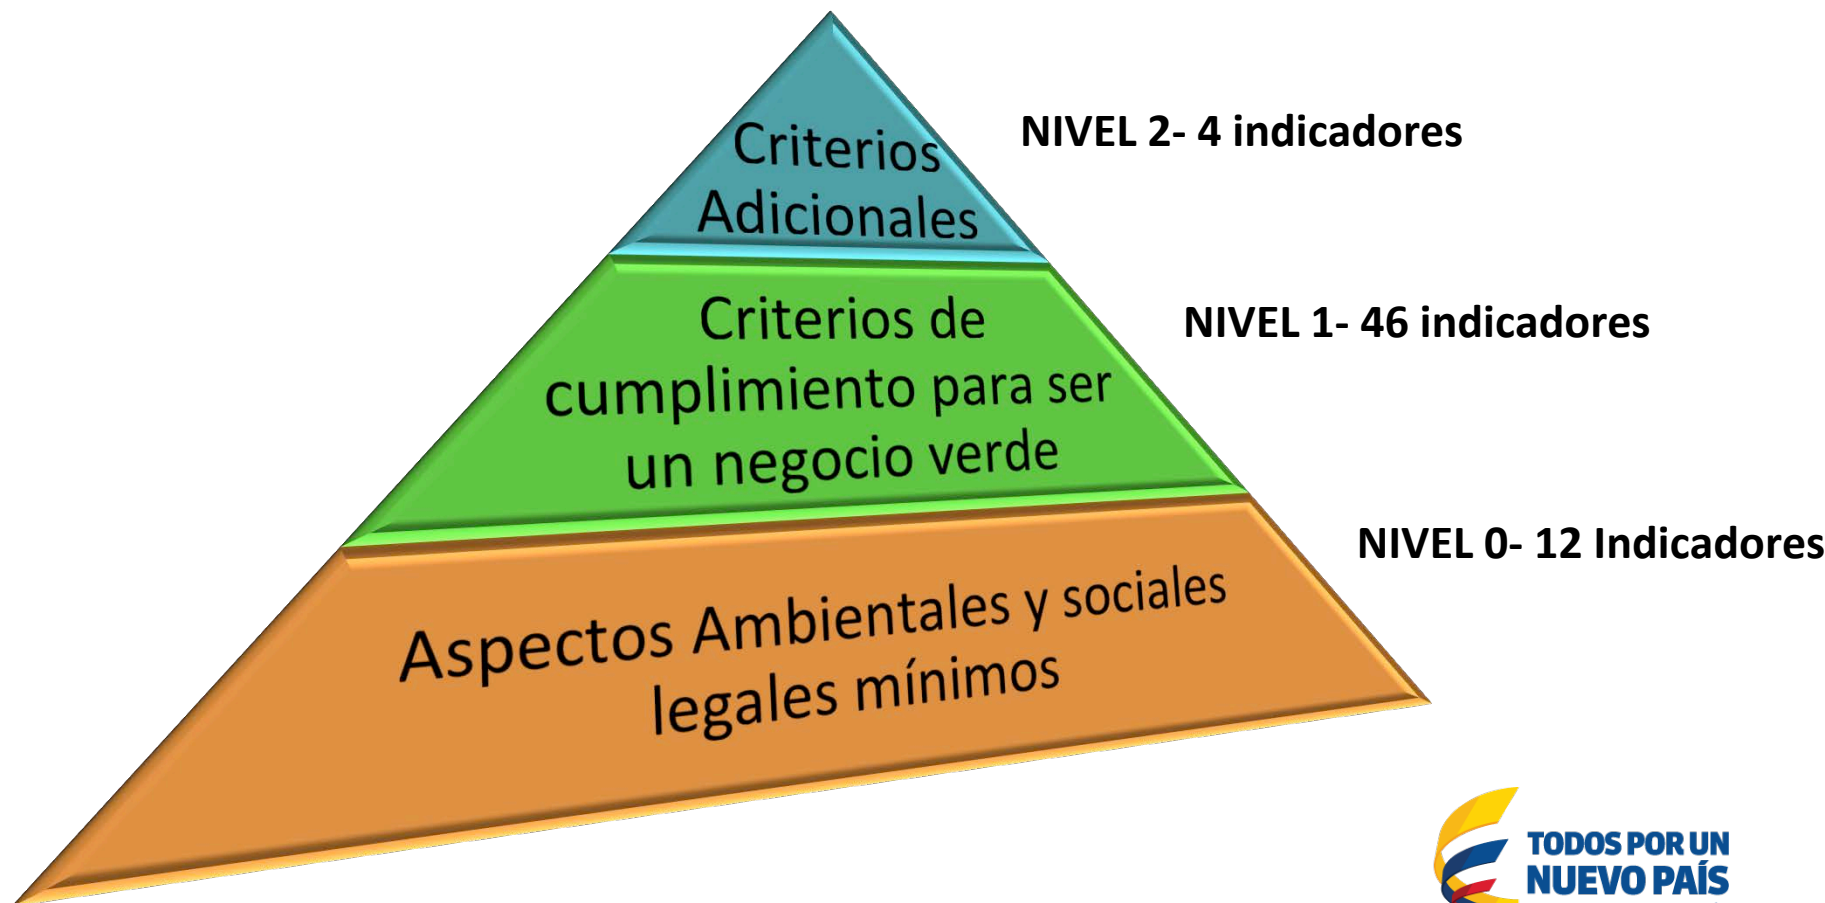 Criterios
Adicionales
NIVEL 2- 4 indicadores
Criterios de
cumplimiento para ser
un negocio verde
NIVEL 1- 46 indicadores
Aspectos Ambientales y sociales
legales mínimos
NIVEL 0- 12 Indicadores
TODOS POR UN
NUEVO PAÍS